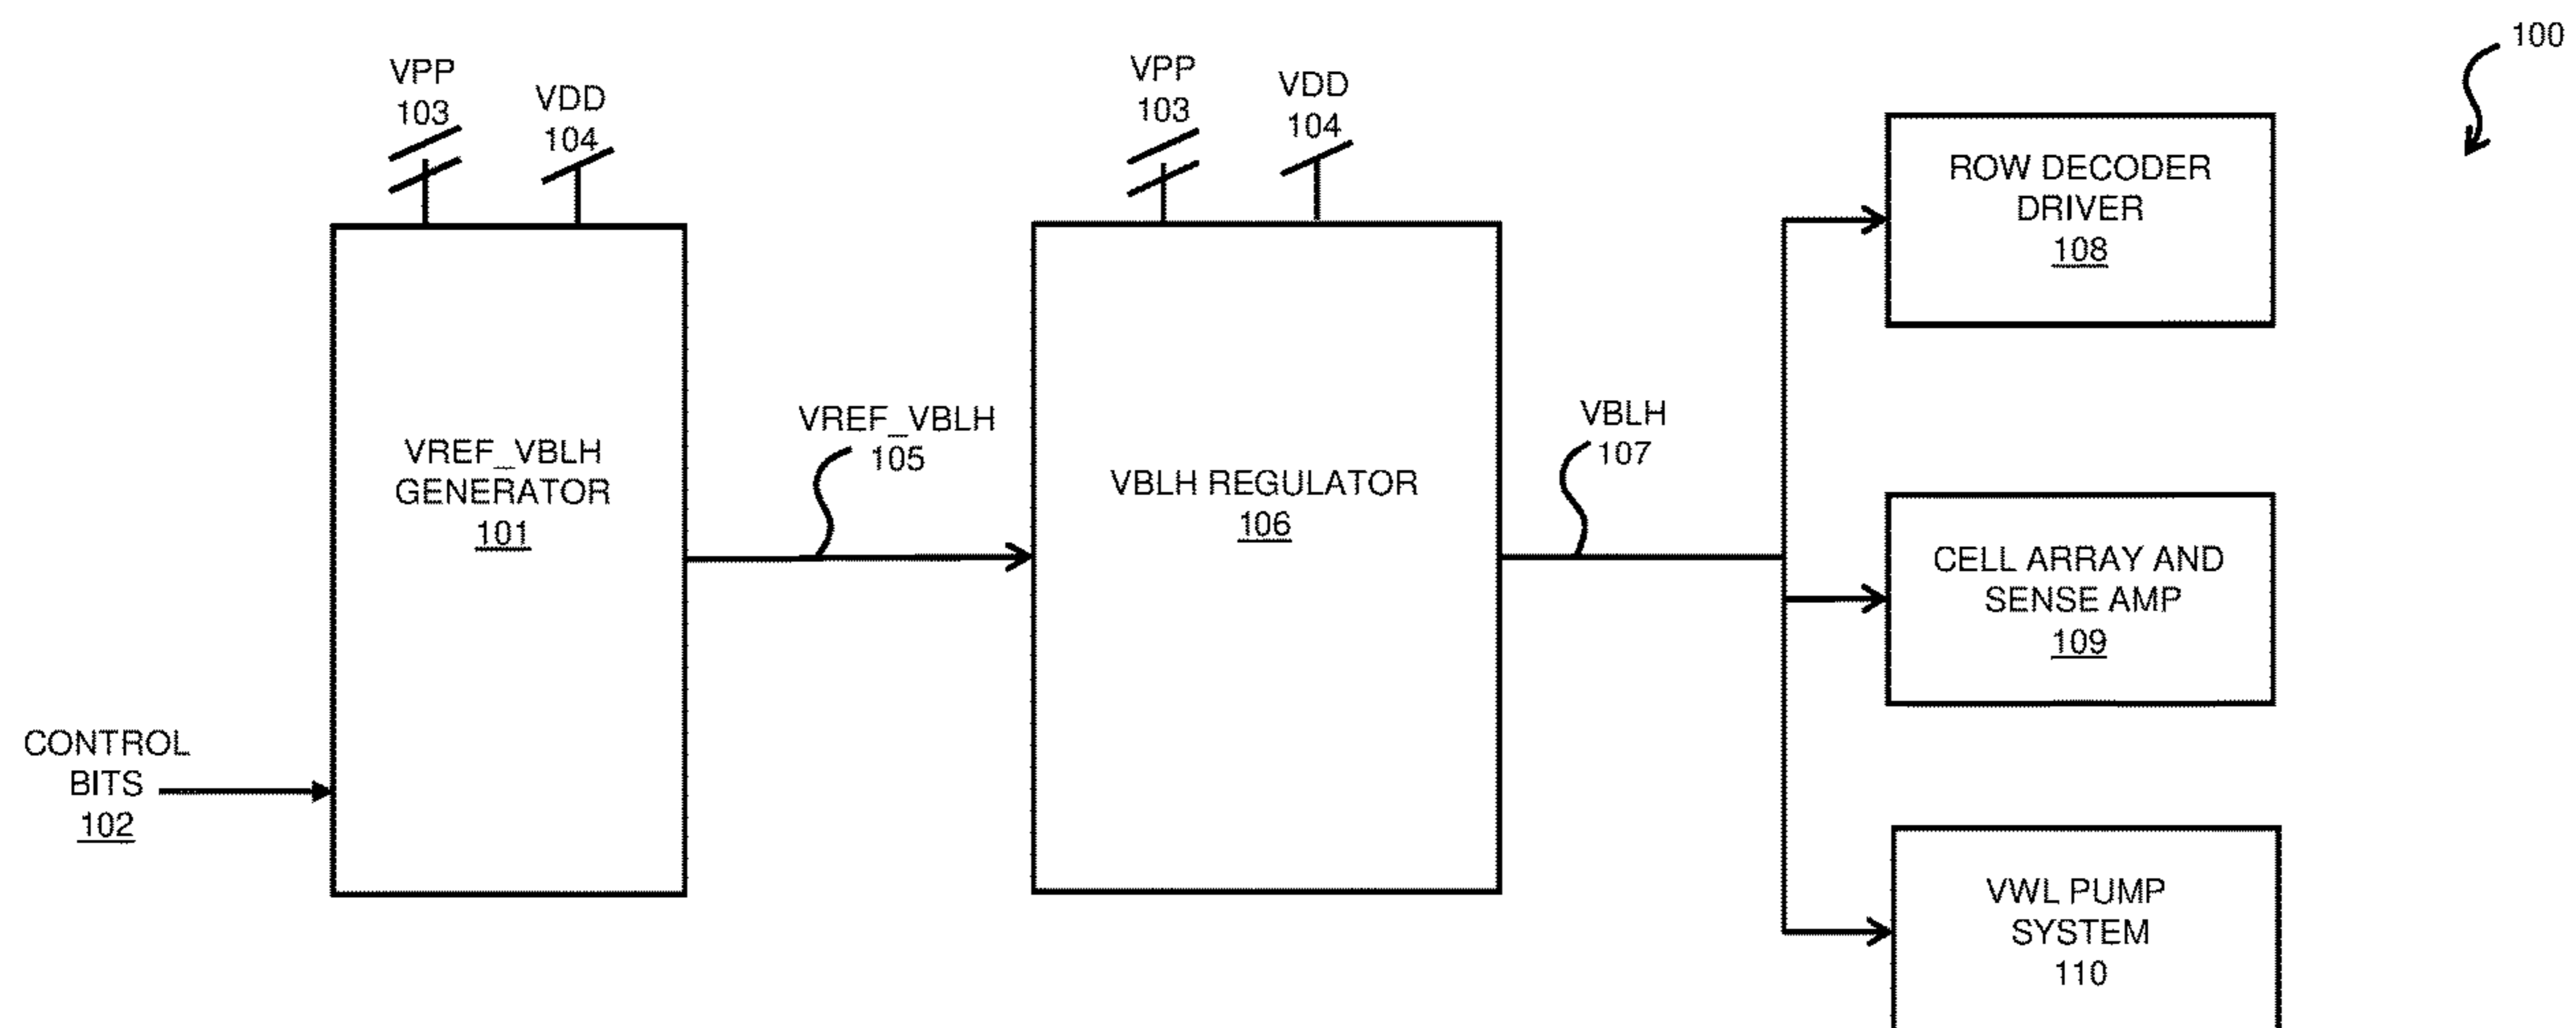 100
VPP
103
VDD
104
VPP
103
VDD
104
ROW DECODER
DRIVER
108
VREF_VBLH
105
VBLH
107
VREF_VBLH
GENERATOR
101
VBLH REGULATOR
106
CELL ARRAY AND
SENSE AMP
109
CONTROL
BITS
102
VWL PUMP
SYSTEM
110